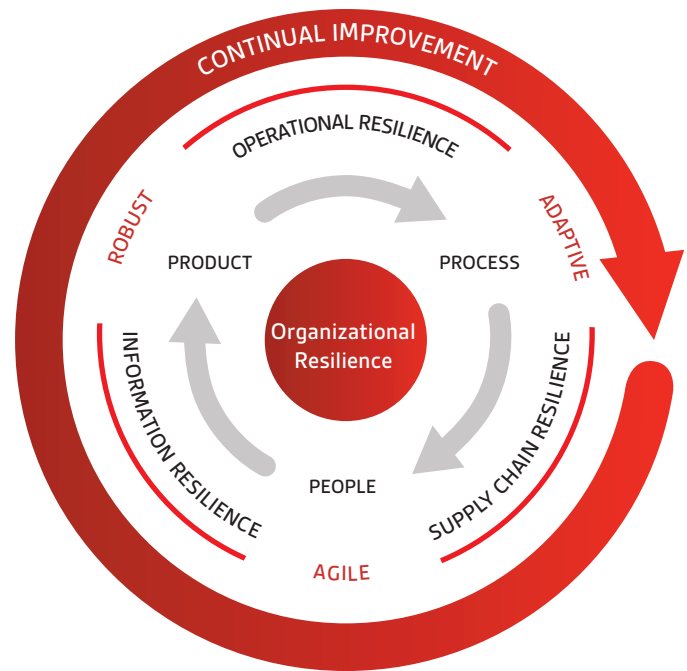 CONTINUAL IMPROVEMENT
OPERATIONAL RESILIENCE
ROBUST
ADAPTIVE
PRODUCT
PROCESS
Organizational
Resilience
INFORMATION RESILIENCE
SUPPLY CHAIN RESILIENCE
PEOPLE
AGILE